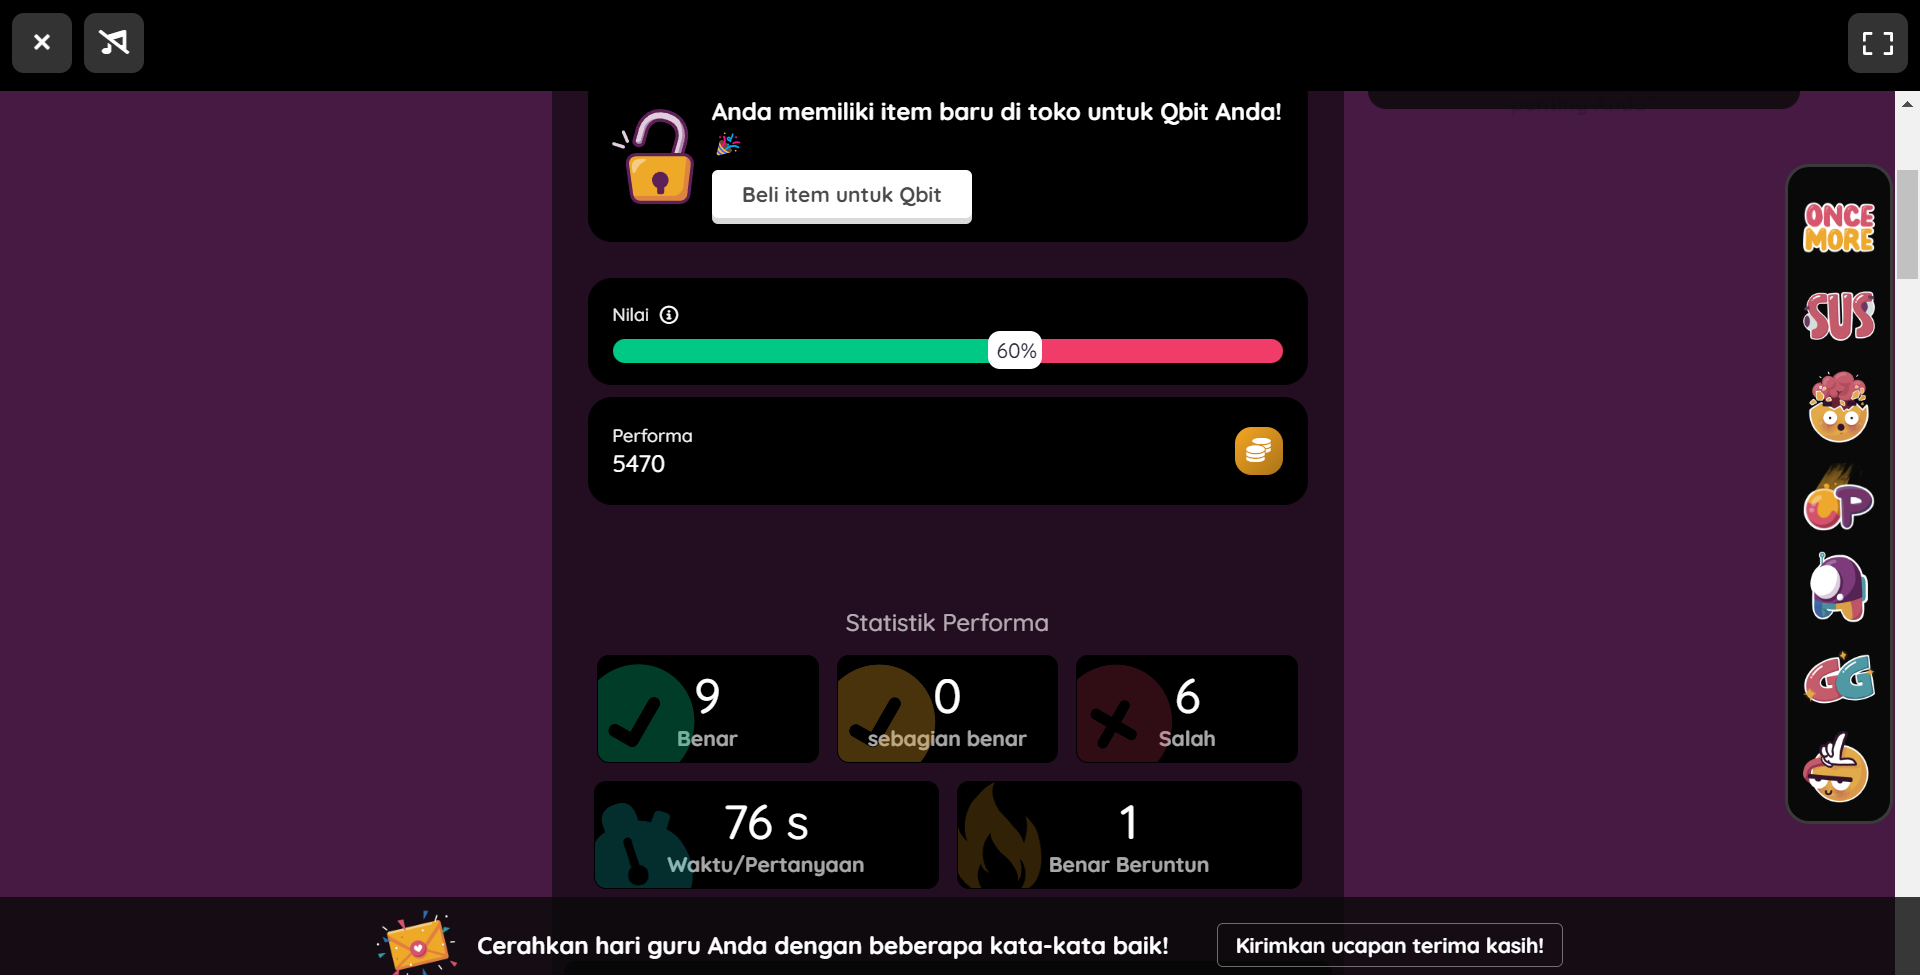 Anda memiliki item baru di toko untuk Qbit Anda!
🎉
Beli item untuk Qbit
Nilai
60%
Performa
5470
Statistik Performa
9
Benar
0
sebagian benar
6
Salah
76 s
Waktu/Pertanyaan
1
Benar Beruntun
ONCE
MORE
SUS
OP
GG
Cerahkan hari guru Anda dengan beberapa kata-kata baik!
Kirimkan ucapan terima kasih!